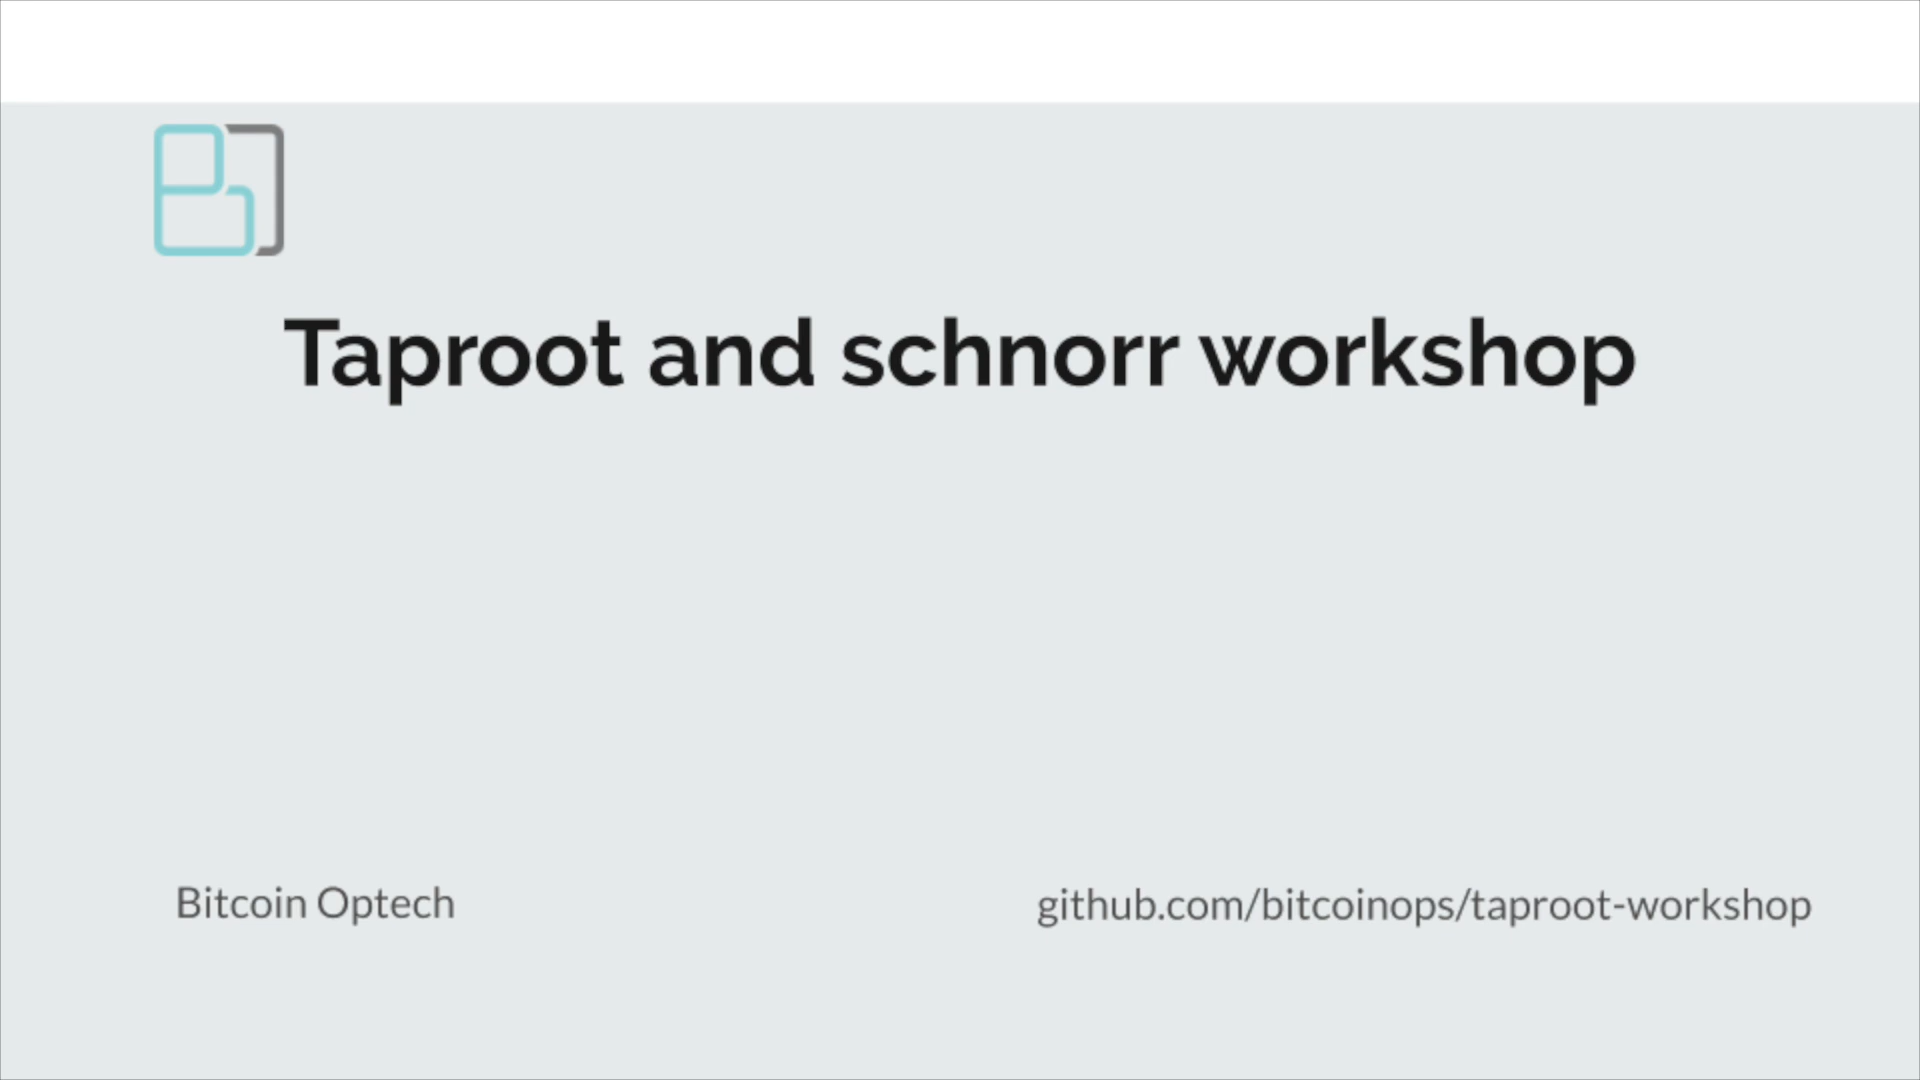 Taproot and schnorr workshop
Bitcoin Optech
github.com/bitcoinops/taproot-workshop